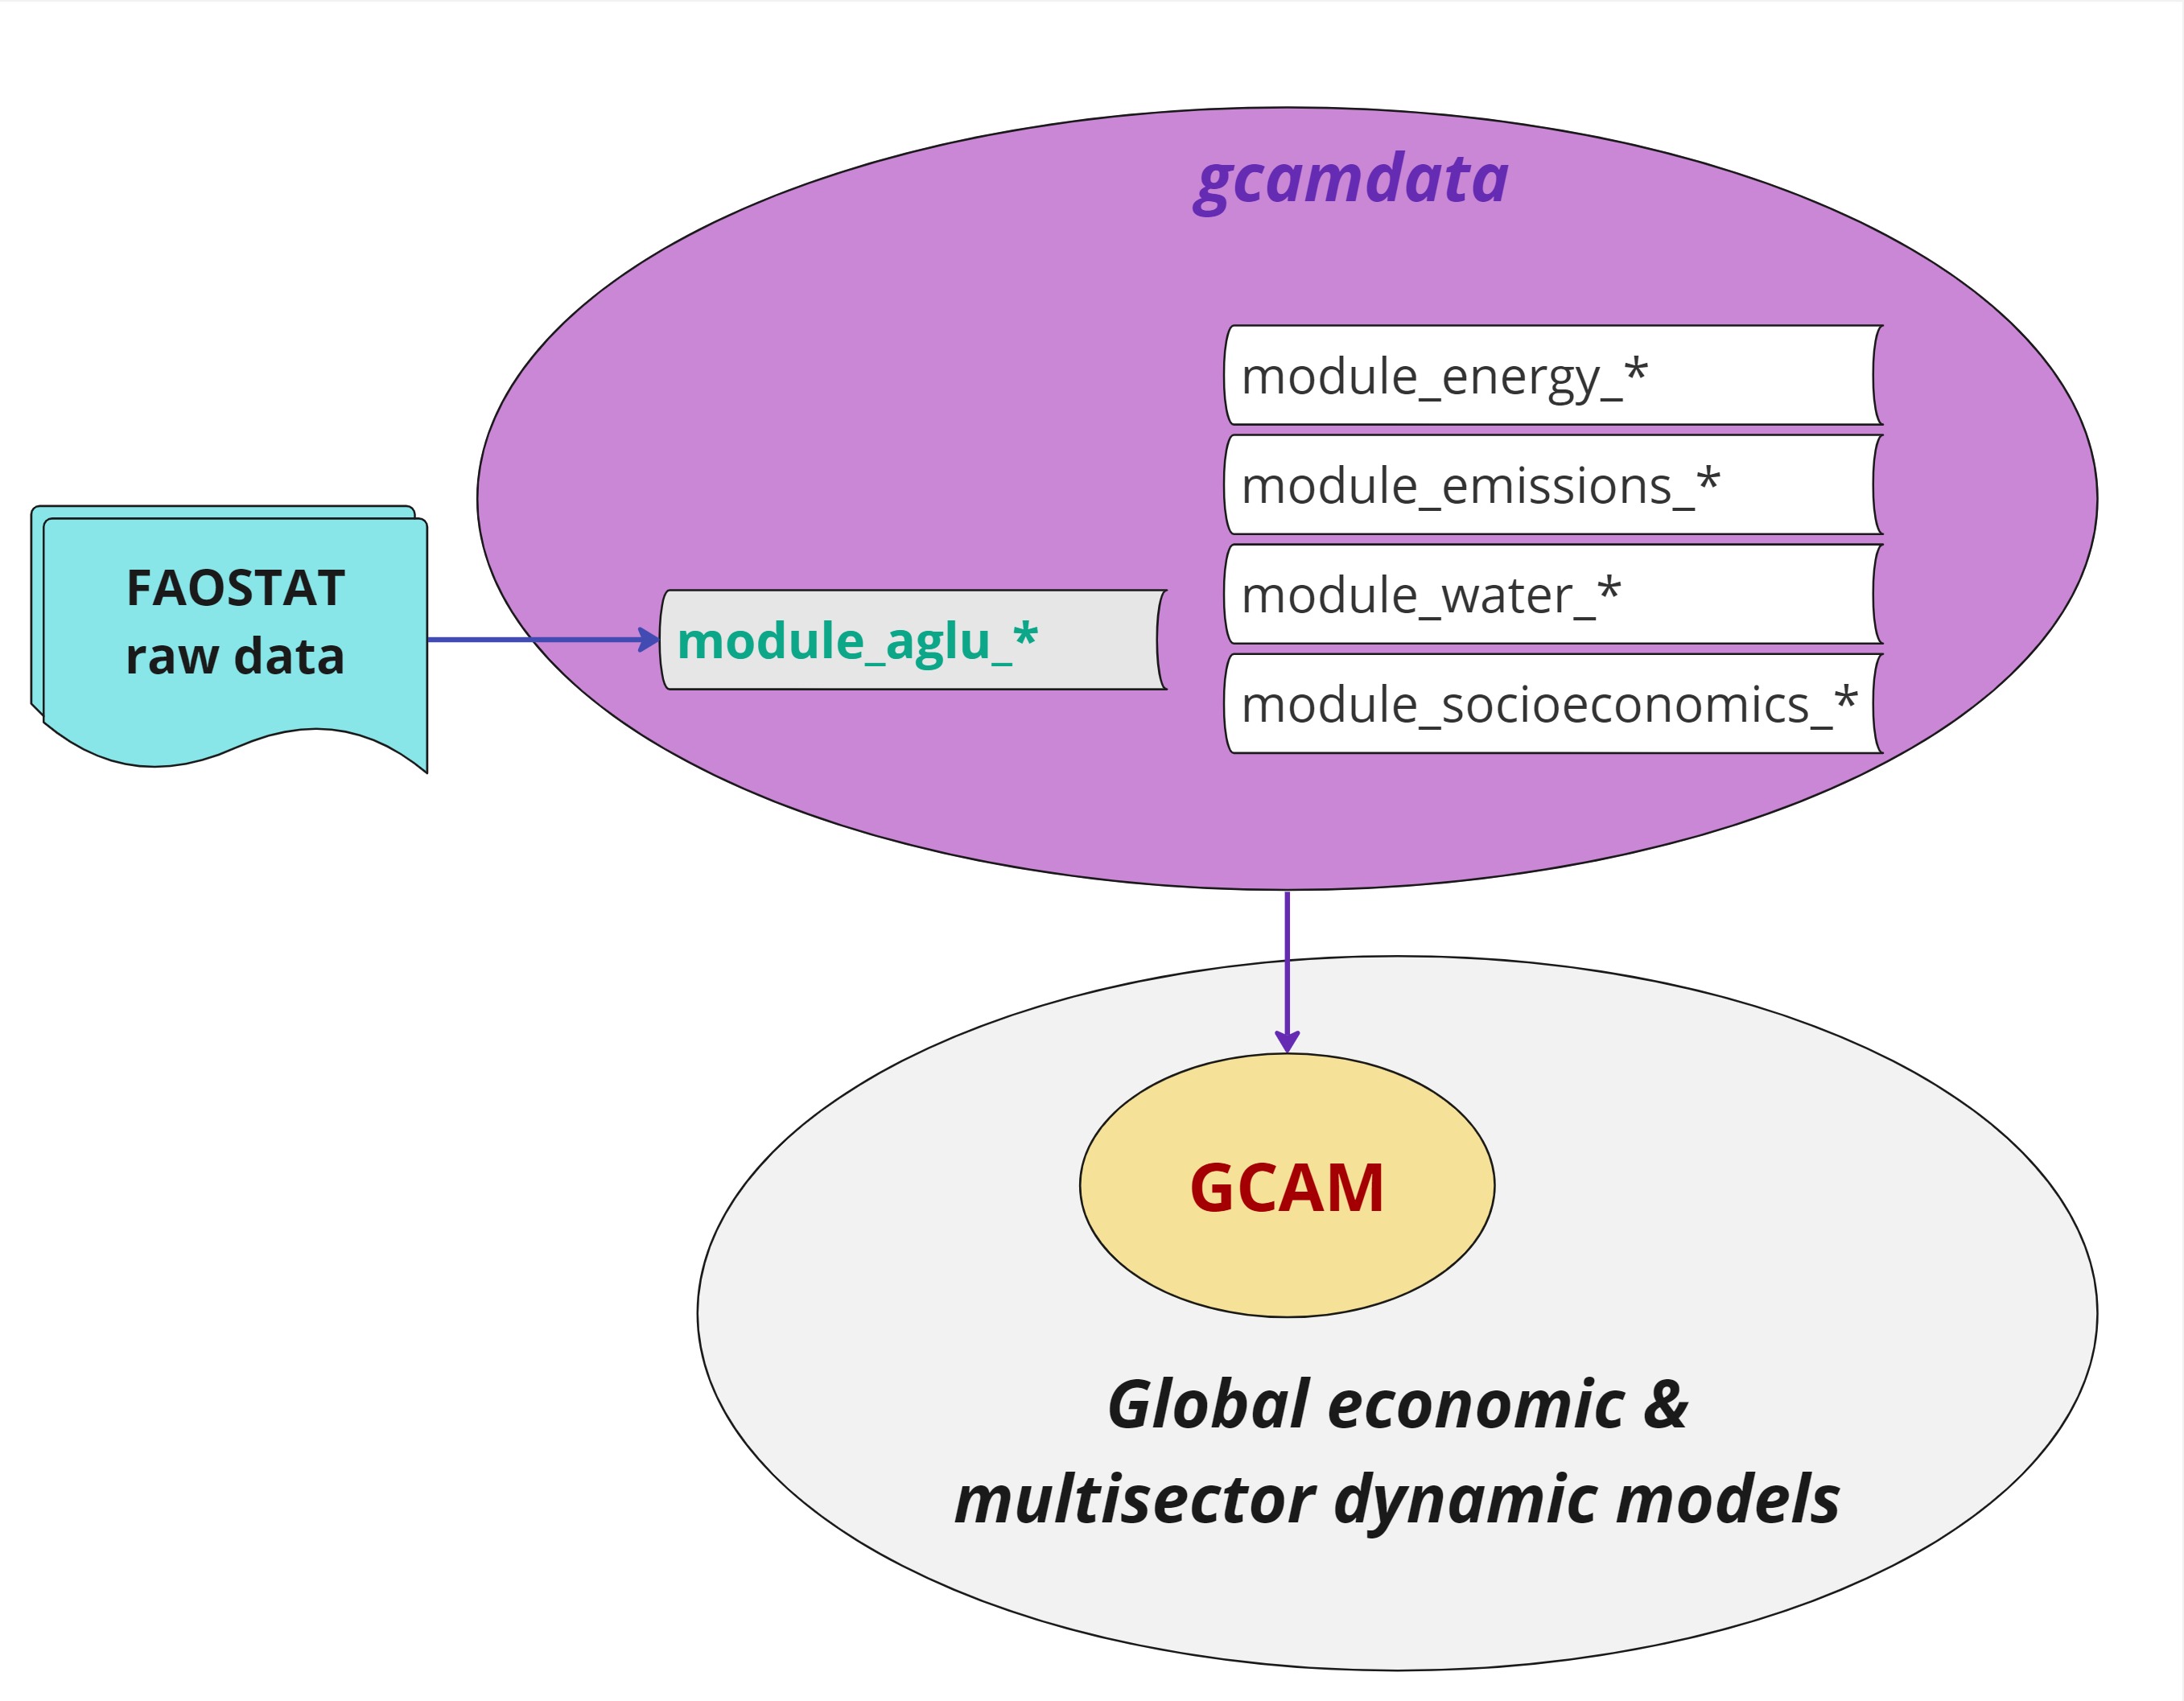 gcamdata
module_energy_*
module_emissions_*
module_water_*
module_socioeconomics_*
FAOSTAT
raw data
module_aglu_*
GCAM
Global economic &
multisector dynamic models